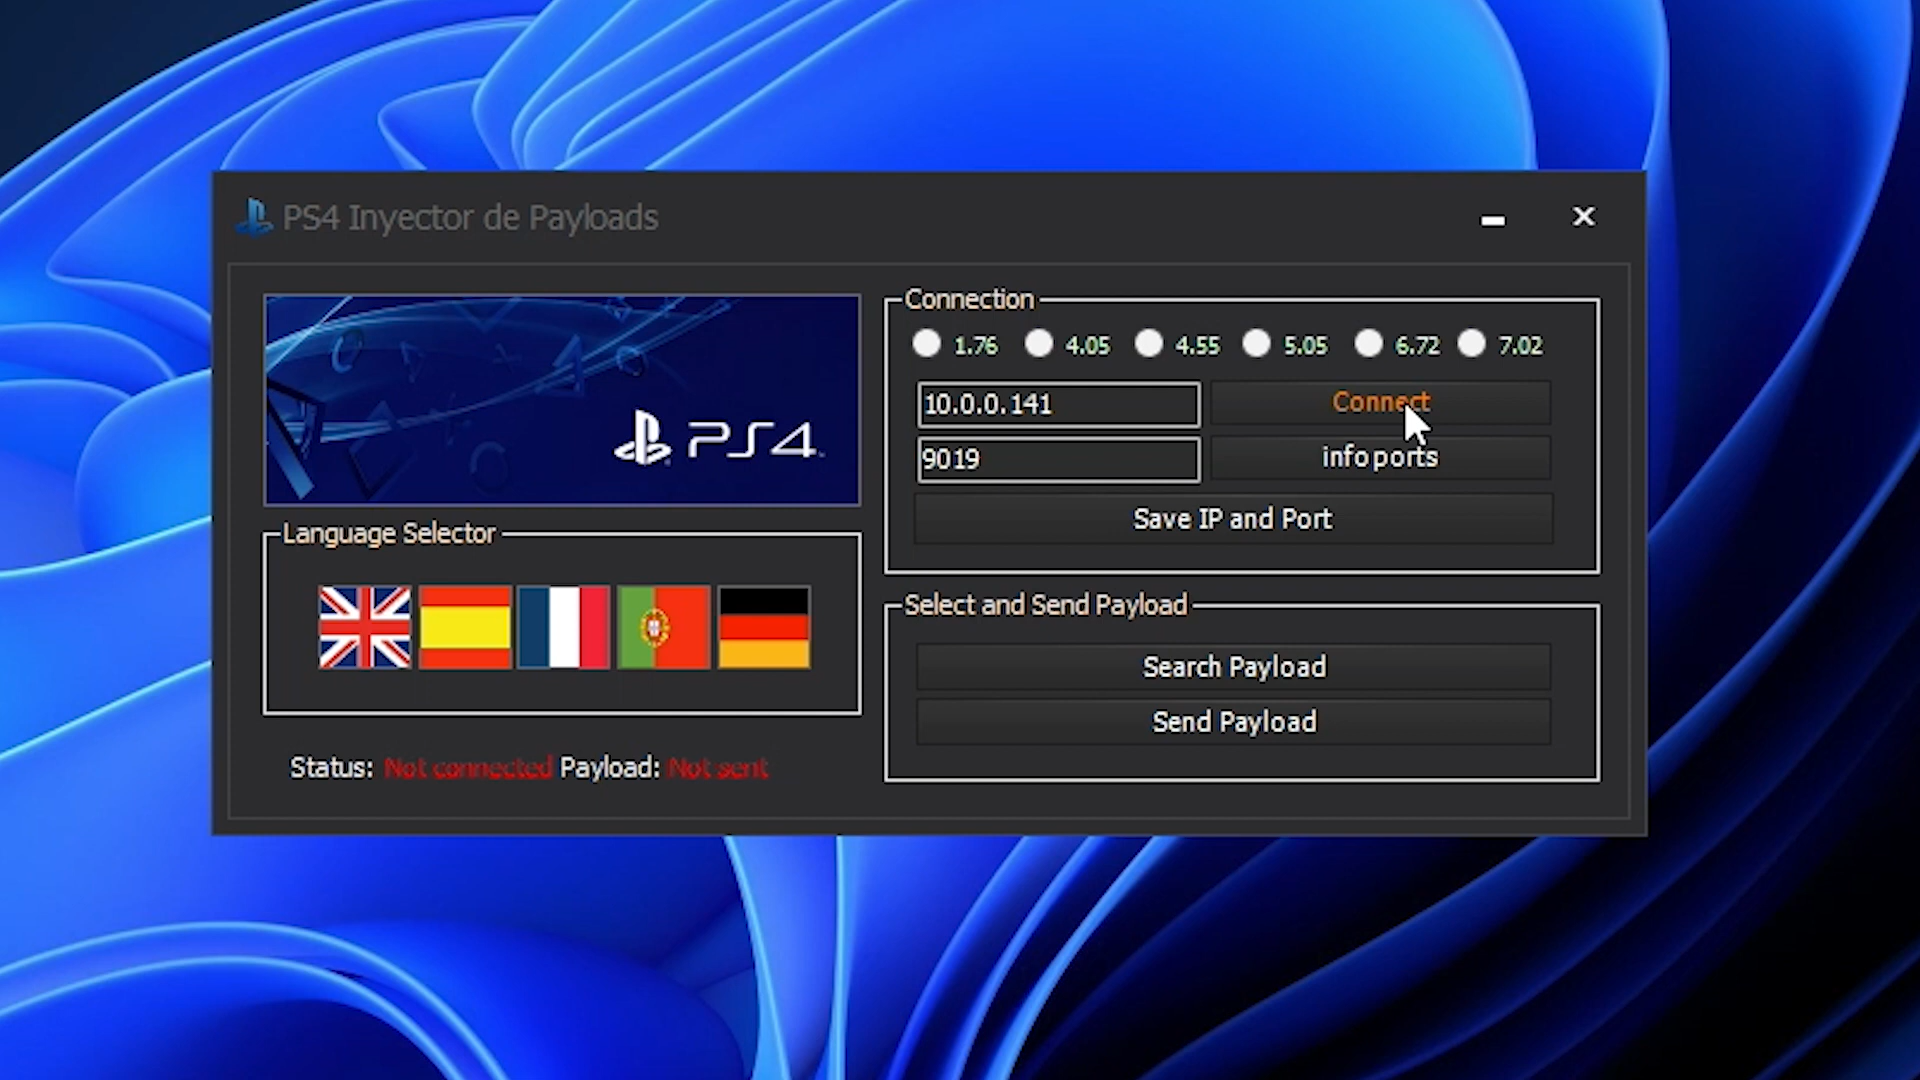 PS4 Inyector de Payloads
PS4
Language Selector
Status: Not connected Payload: Not sent
Connection
1.76 4.05 4.55 5.05 6.72 7.02
10.0.0.141 Connect
9019 info ports
Save IP and Port
Select and Send Payload
Search Payload
Send Payload